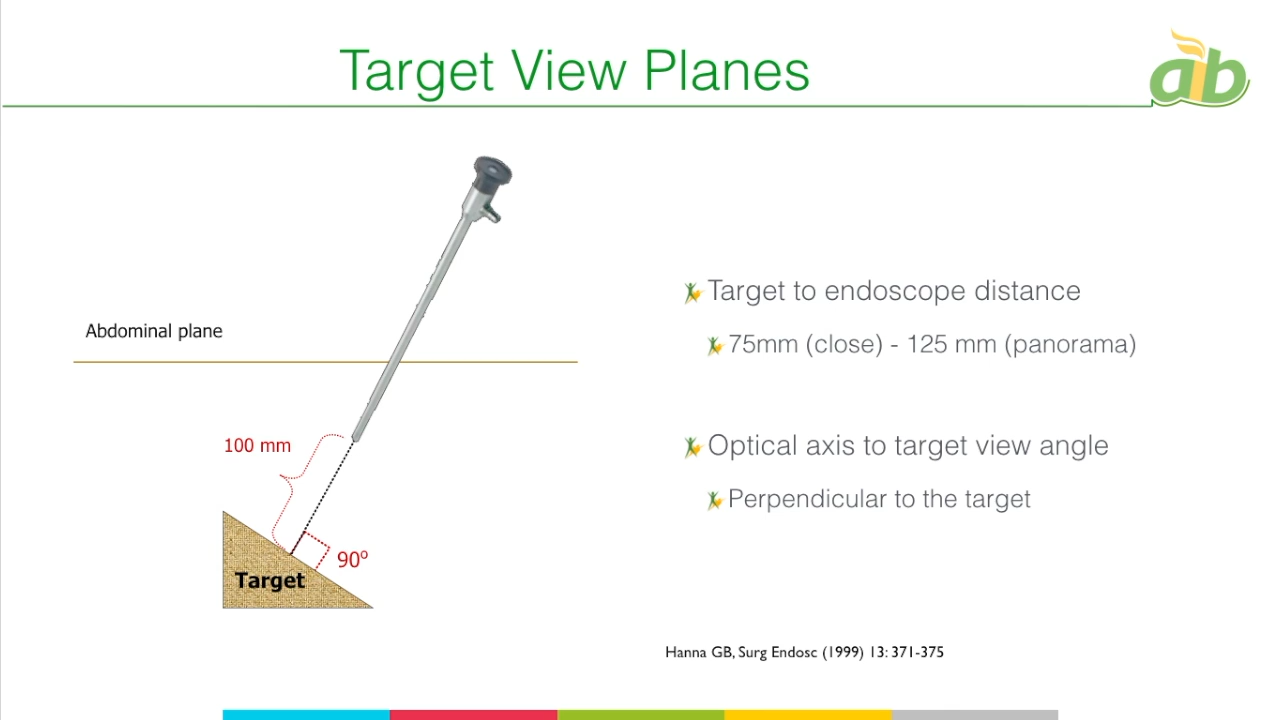 Target View Planes
aib
Abdominal plane
100 mm
90º
Target
Target to endoscope distance
75mm (close) - 125 mm (panorama)
Optical axis to target view angle
Perpendicular to the target
Hanna GB, Surg Endosc (1999) 13: 371-375